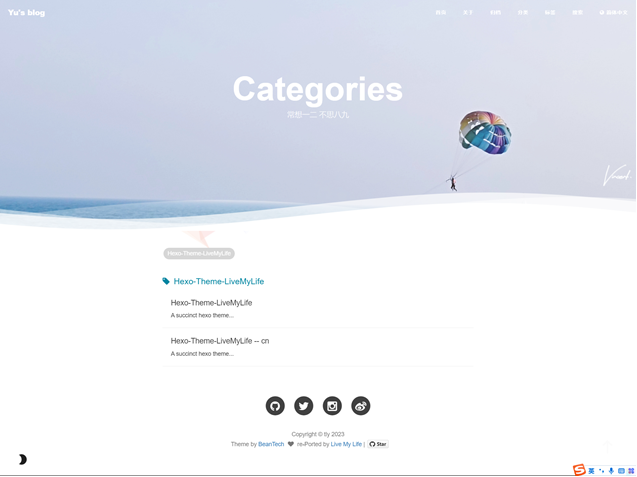 Yu's blog
Categories
常想一二 不思八九
Hexo-Theme-LiveMyLife
Hexo-Theme-LiveMyLife
Hexo-Theme-LiveMyLife
A succinct hexo theme...
Hexo-Theme-LiveMyLife -- cn
A succinct hexo theme...
Copyright © by 2023
Theme by BeanTech re-Ported by Live My Life | Star
英